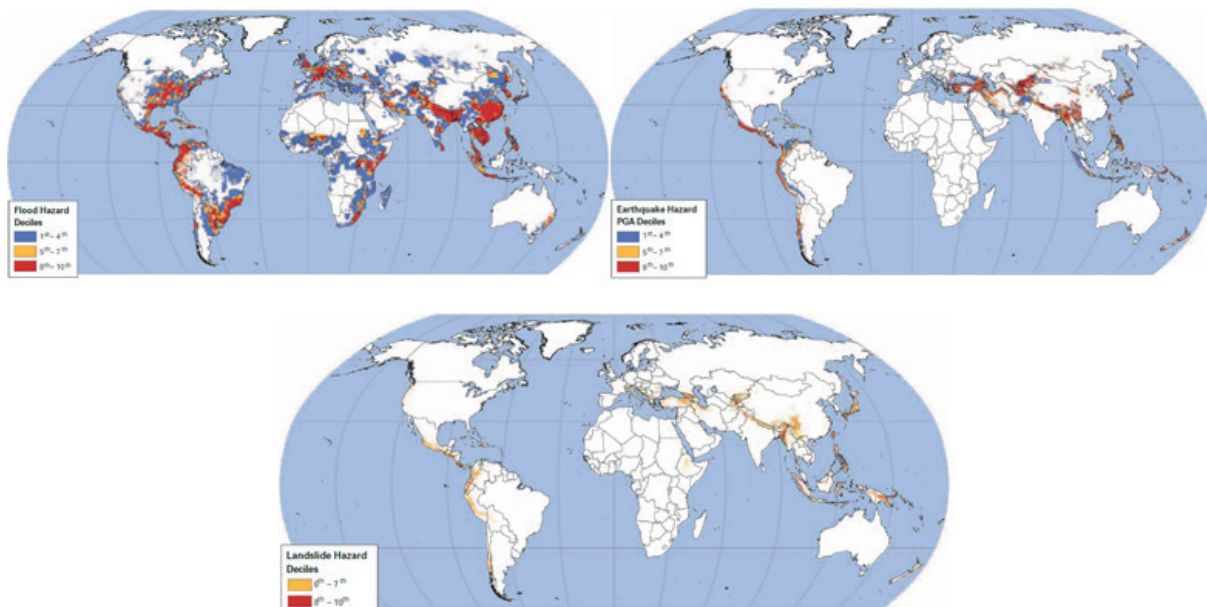 Flood Hazard
Deciles
1st – 4th
5th – 7th
8th – 10th
Earthquake Hazard
PGA Deciles
1st – 4th
5th – 7th
8th – 10th
Landslide Hazard
Deciles
6th – 7th
8th – 10th